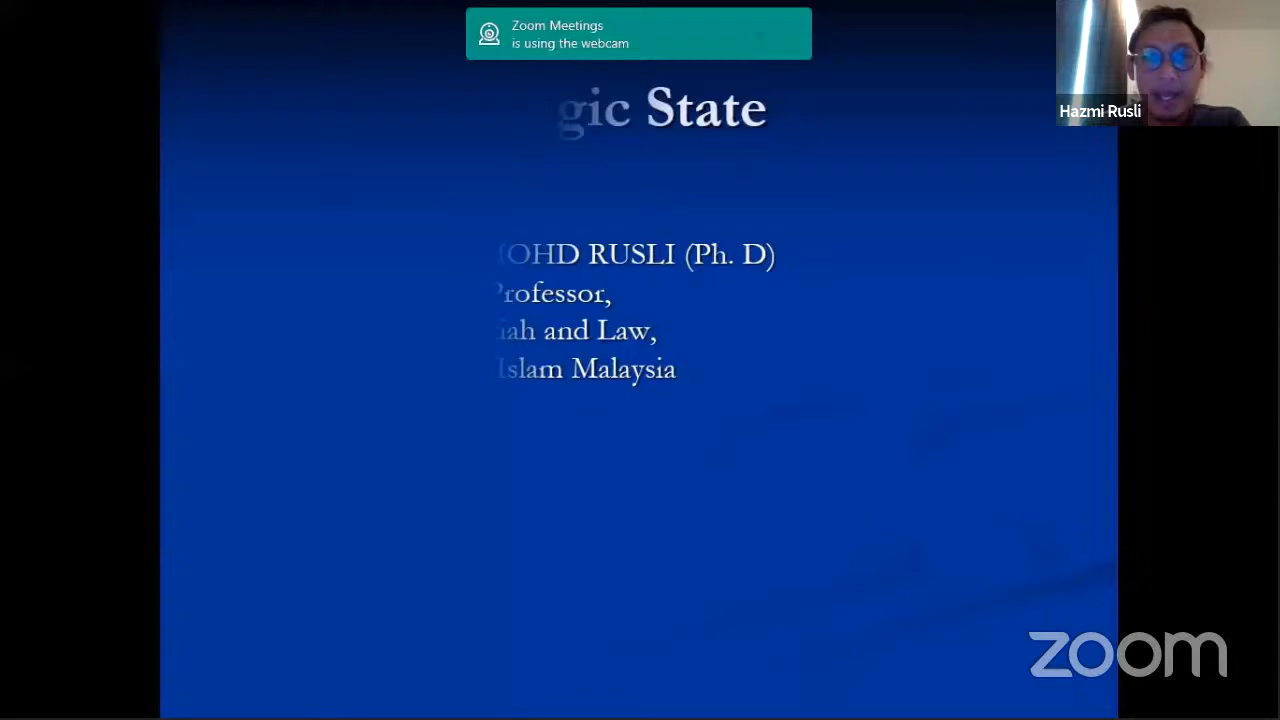 Zoom Meetings
is using the webcam
gic State
Hazmi Rusli
OHD RUSLI (Ph. D)
Professor,
iah and Law,
Islam Malaysia
zoom